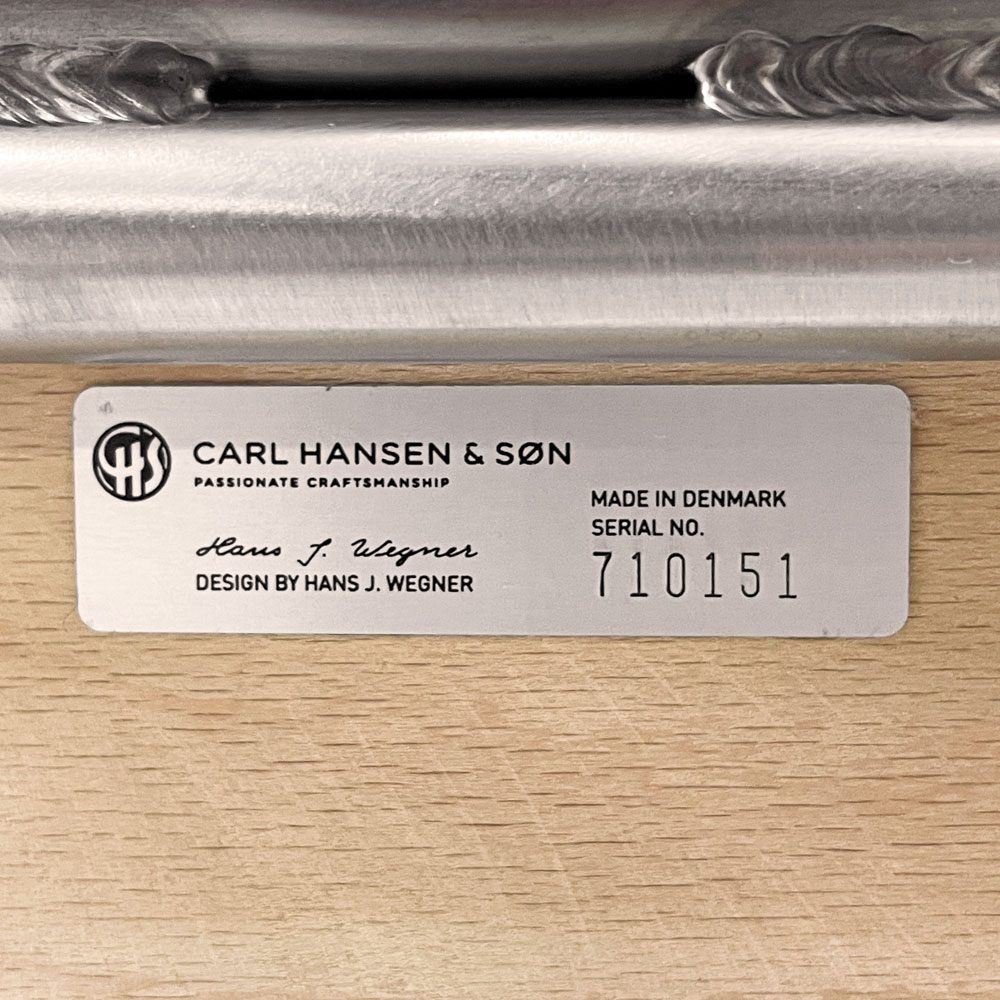 CHS
CARL HANSEN & SØN
PASSIONATE CRAFTSMANSHIP
Hans J. Wegner
DESIGN BY HANS J. WEGNER
MADE IN DENMARK
SERIAL NO.
710151